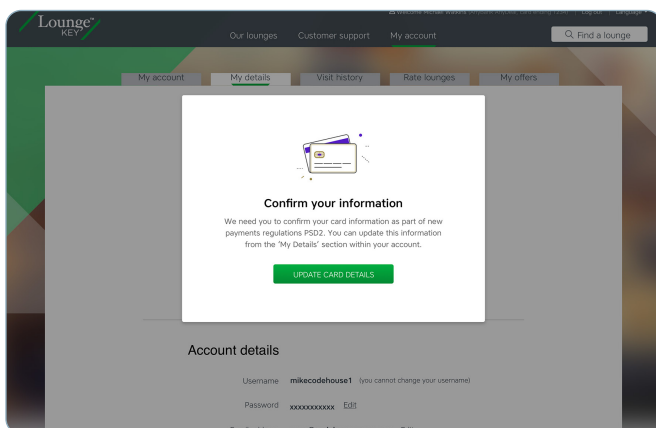 Lounge™
KEY
Log out
Language
Our lounges
Customer support
My account
Find a lounge
My account
My details
Visit history
Rate lounges
My offers
Confirm your information
We need you to confirm your card information as part of new
payments regulations PSD2. You can update this information
from the ‘My Details’ section within your account.
UPDATE CARD DETAILS
Account details
Username mikecodehouse1 (you cannot change your username)
Password xxxxxxxxxxx Edit